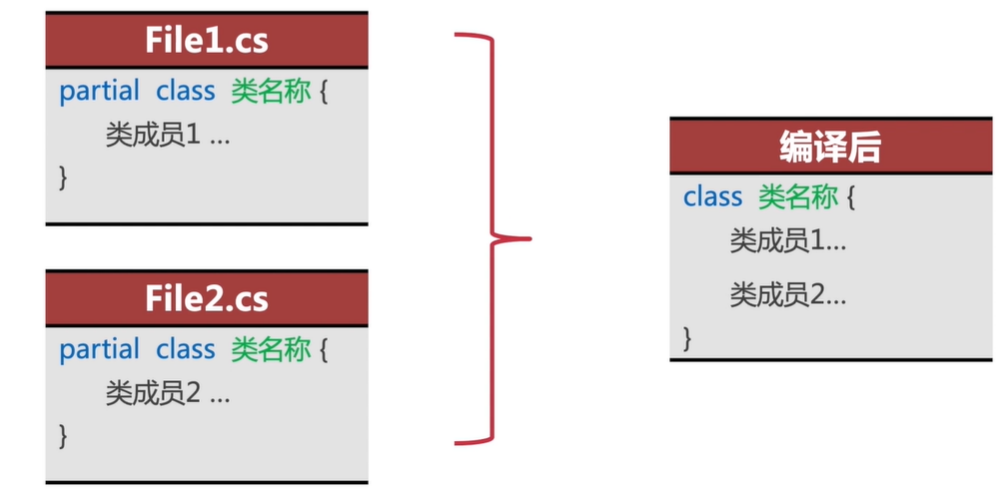 File1.cs
partial class 类名称 {
类成员1 ...
}
File2.cs
partial class 类名称 {
类成员2 ...
}
编译后
class 类名称 {
类成员1...
类成员2...
}